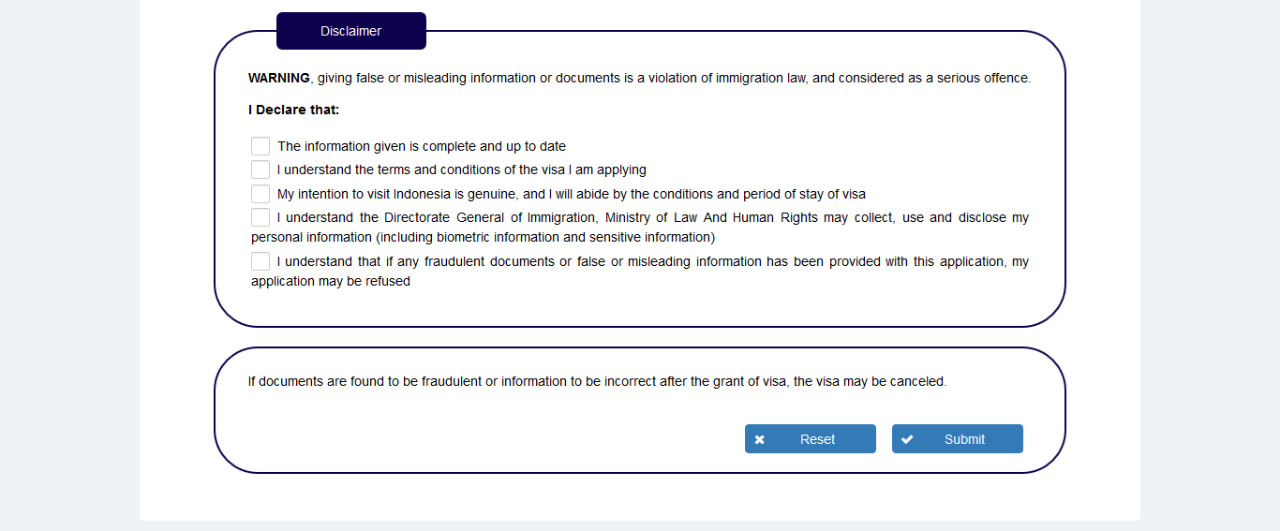 Disclaimer
WARNING, giving false or misleading information or documents is a violation of immigration law, and considered as a serious offence.
I Declare that:
The information given is complete and up to date
I understand the terms and conditions of the visa I am applying
My intention to visit Indonesia is genuine, and I will abide by the conditions and period of stay of visa
I understand the Directorate General of Immigration, Ministry of Law And Human Rights may collect, use and disclose my
personal information (including biometric information and sensitive information)
I understand that if any fraudulent documents or false or misleading information has been provided with this application, my
application may be refused
If documents are found to be fraudulent or information to be incorrect after the grant of visa, the visa may be canceled.
Reset Submit